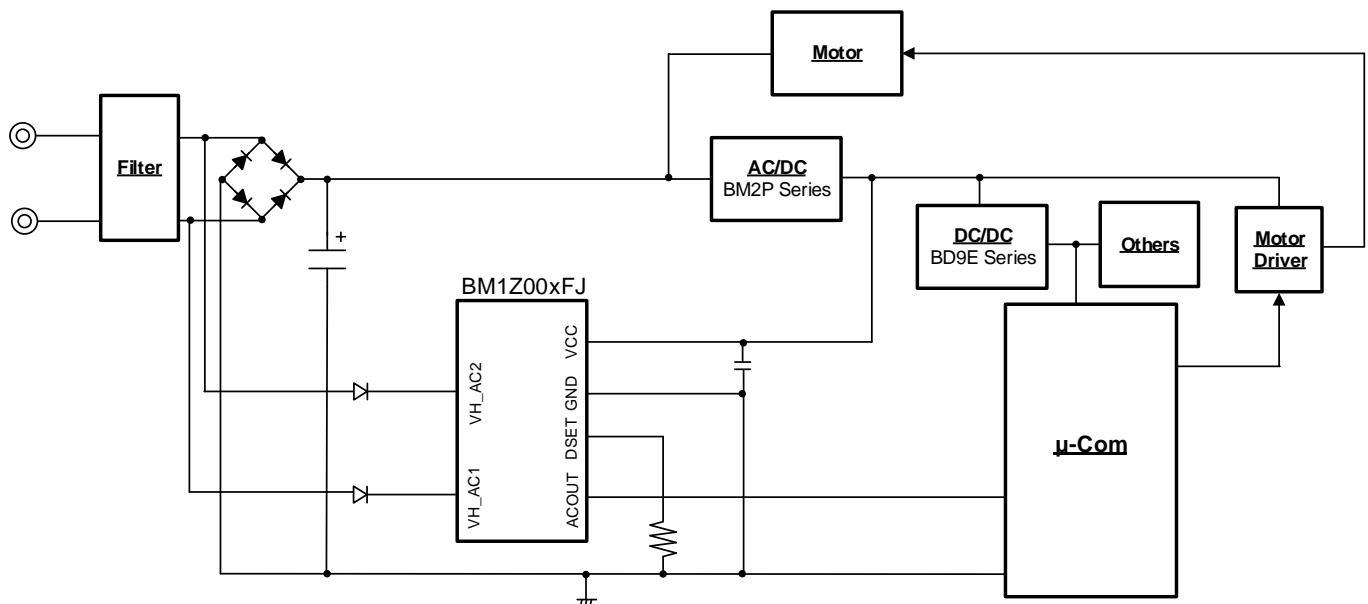 Motor
Filter
AC/DC
BM2P Series
DC/DC
BD9E Series
Others
Motor
Driver
+
BM1Z00xFJ
VH_AC2
VH_AC1
VCC
GND
DSET
ACOUT
µ-Com